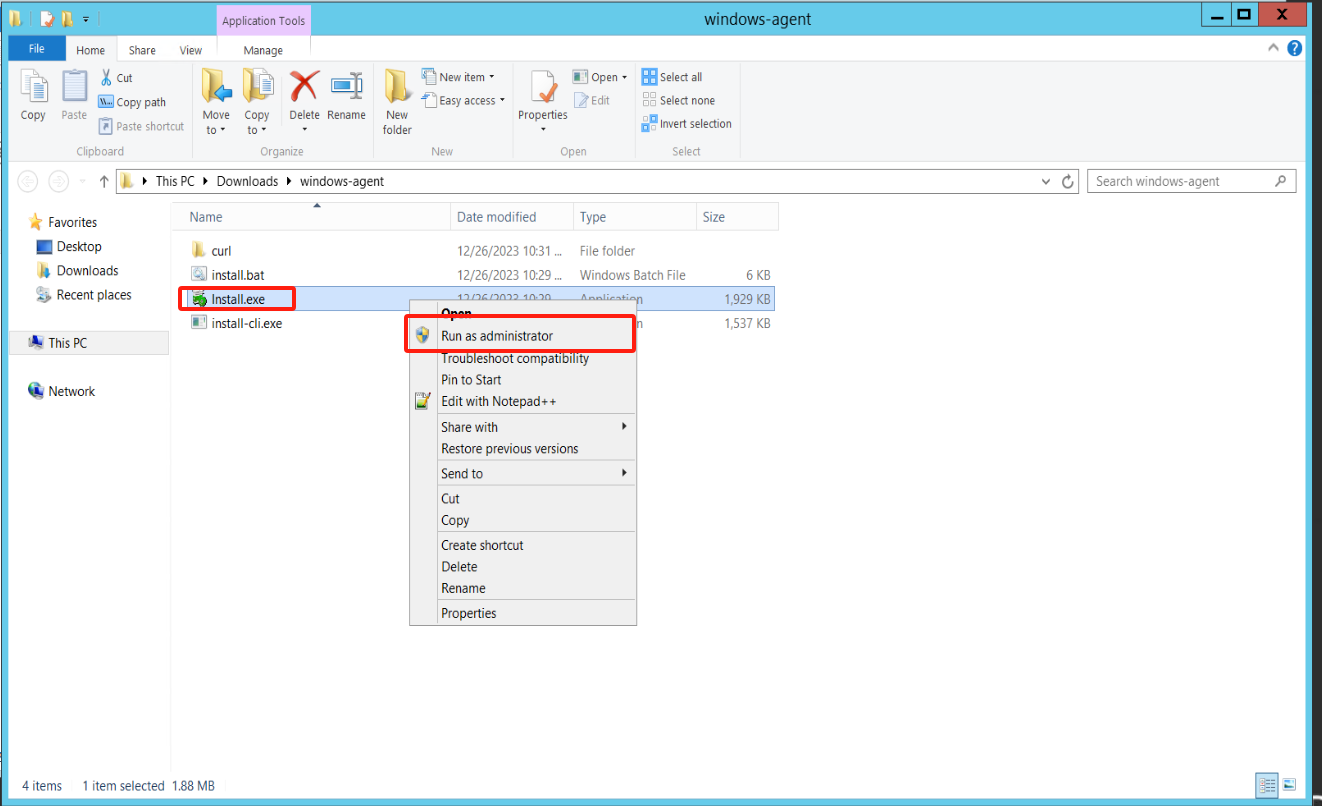 windows-agent
Application Tools
File
Home
Share
View
Manage
Copy
Paste
Cut
Copy path
Paste shortcut
Clipboard
Move to
Copy to
Delete
Rename
Organize
New folder
New item
Easy access
New
Properties
Open
Edit
Open
Select all
Select none
Invert selection
Select
This PC
Downloads
windows-agent
Search windows-agent
Favorites
Desktop
Downloads
Recent places
This PC
Network
Name
Date modified
Type
Size
curl
12/26/2023 10:31 ...
File folder
install.bat
12/26/2023 10:29 ...
Windows Batch File
6 KB
Install.exe
12/26/2023 10:29
Application
1,929 KB
install-cli.exe
1,537 KB
Open
Run as administrator
Troubleshoot compatibility
Pin to Start
Edit with Notepad++
Share with
Restore previous versions
Send to
Cut
Copy
Create shortcut
Delete
Rename
Properties
4 items
1 item selected
1.88 MB